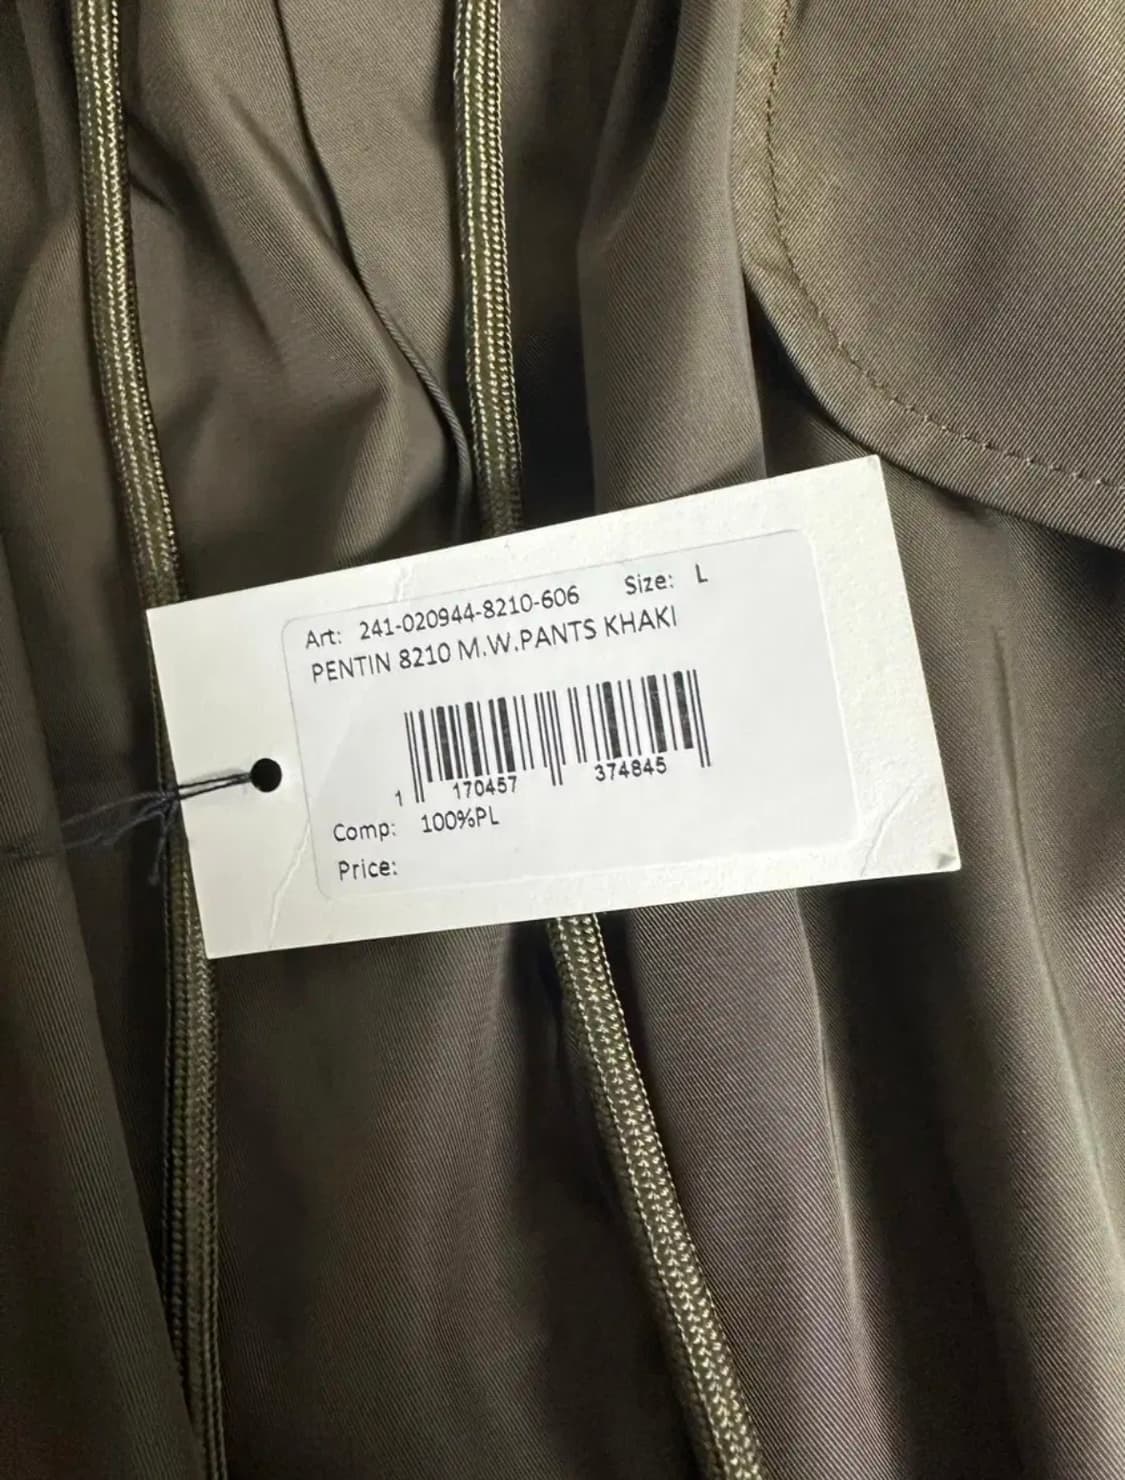 Art: 241-020944-8210-606 Size: L
PENTIN 8210 M.W.PANTS KHAKI
1 170457 374845
Comp: 100%PL
Price: